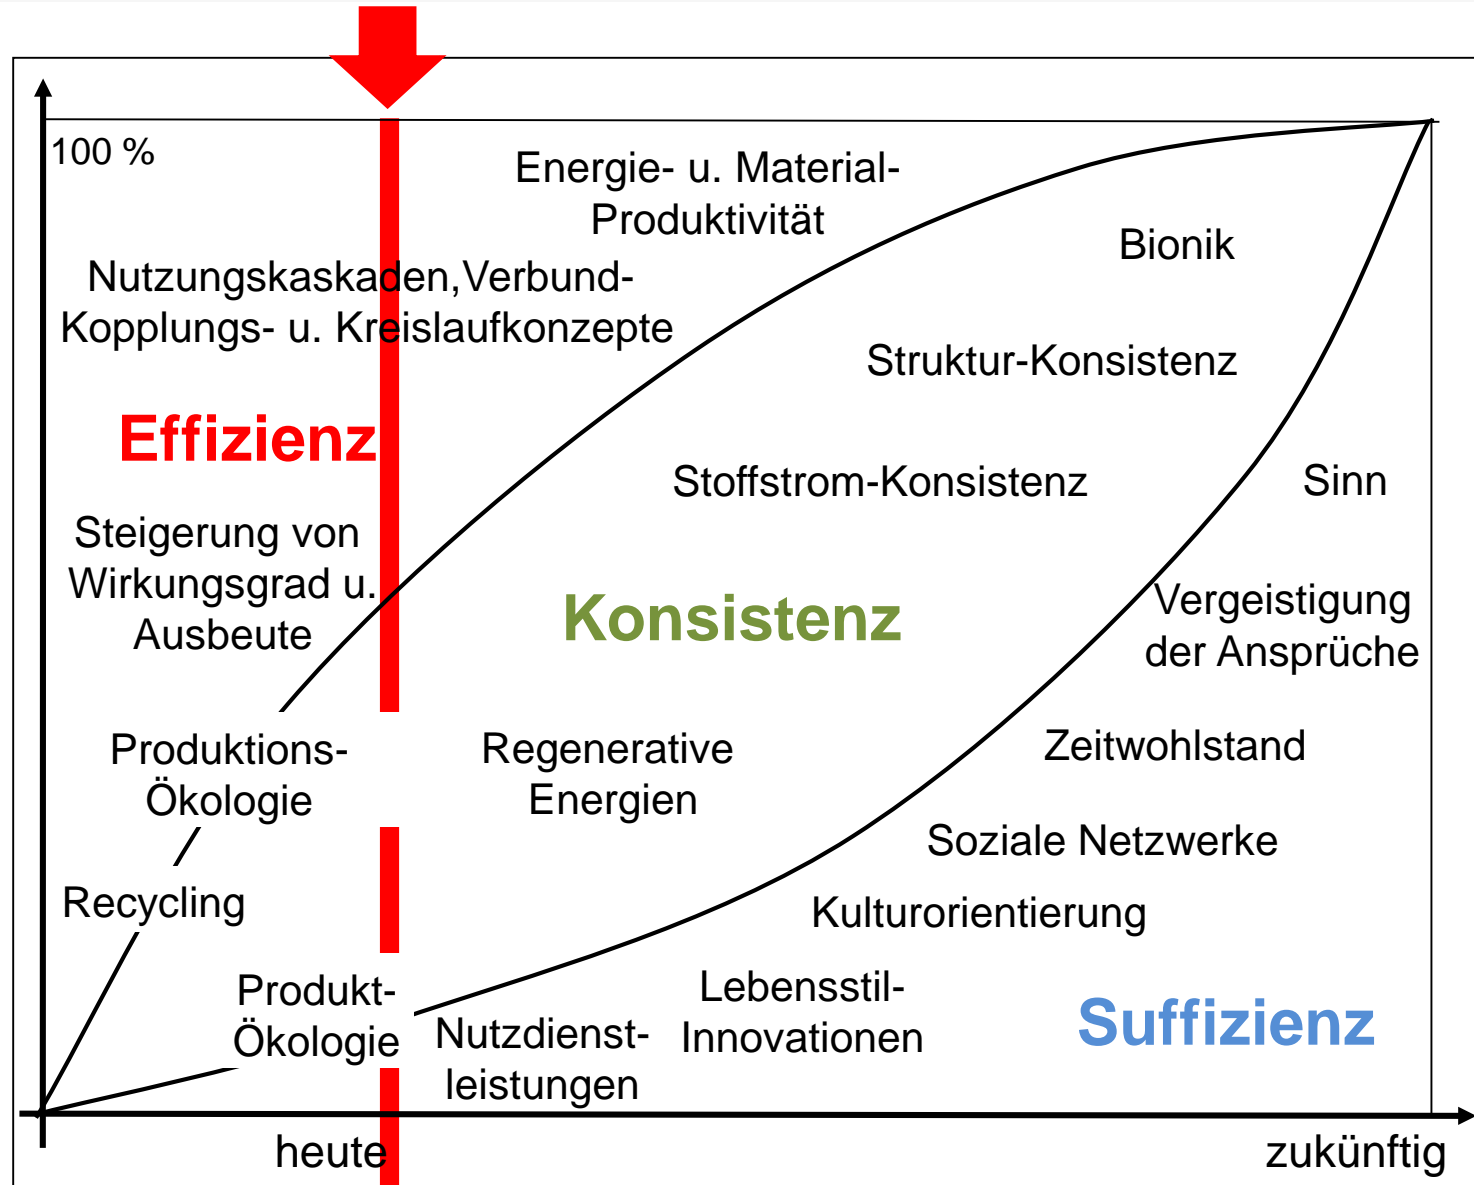 100 %
Energie- u. Material-
Produktivität
Bionik
Nutzungskaskaden,Verbund-
Kopplungs- u. Kreislaufkonzepte
Struktur-Konsistenz
Effizienz
Stoffstrom-Konsistenz
Sinn
Steigerung von
Wirkungsgrad u.
Ausbeute
Konsistenz
Vergeistigung
der Ansprüche
Produktions-
Ökologie
Regenerative
Energien
Zeitwohlstand
Soziale Netzwerke
Recycling
Kulturorientierung
Produkt-
Ökologie
Nutzdienst-
leistungen
Lebensstil-
Innovationen
Suffizienz
heute
zukünftig